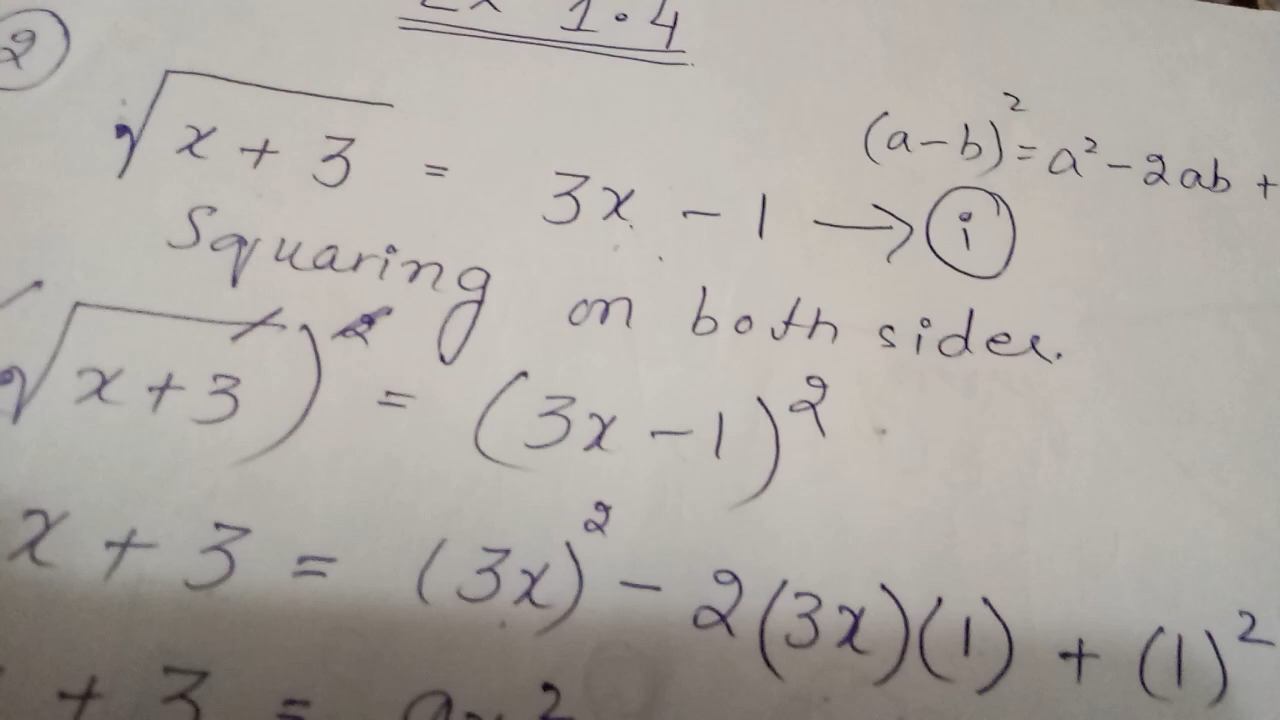 1.4
2
√x + 3 = 3x - 1 → i
(a-b)² = a² - 2ab +
Squaring on both sides.
√x + 3)² = (3x - 1)²
x + 3 = (3x)² - 2(3x)(1) + (1)²
+ 3 =